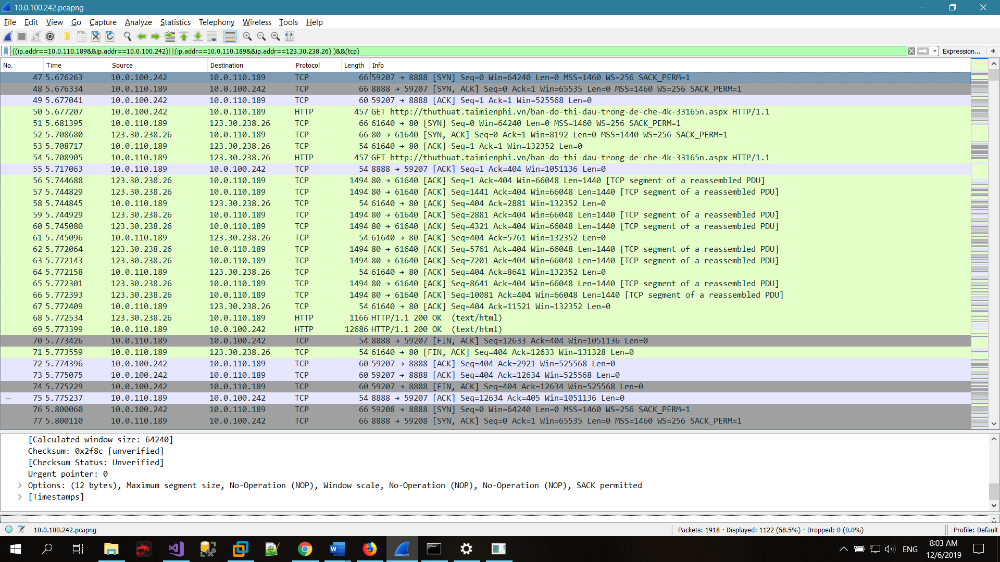 10.0.100.242.pcapng
File Edit View Go Capture Analyze Statistics Telephony Wireless Tools Help
((ip.addr==10.0.110.189&&ip.addr==10.0.100.242)||(ip.addr==10.0.110.189&&ip.addr==123.30.238.26) )&&(tcp) Expression... +
No. Time Source Destination Protocol Length Info
47 5.676263 10.0.100.242 10.0.110.189 TCP 66 59207 → 8888 [SYN] Seq=0 Win=64240 Len=0 MSS=1460 WS=256 SACK_PERM=1
48 5.676334 10.0.110.189 10.0.100.242 TCP 66 8888 → 59207 [SYN, ACK] Seq=0 Ack=1 Win=65535 Len=0 MSS=1460 WS=256 SACK_PERM=1
49 5.677041 10.0.100.242 10.0.110.189 TCP 60 59207 → 8888 [ACK] Seq=1 Ack=1 Win=525568 Len=0
50 5.677207 10.0.100.242 10.0.110.189 HTTP 457 GET http://thuthuat.taimienphi.vn/ban-do-thi-dau-trong-de-che-4k-33165n.aspx HTTP/1.1
51 5.681395 10.0.110.189 123.30.238.26 TCP 66 61640 → 80 [SYN] Seq=0 Win=64240 Len=0 MSS=1460 WS=256 SACK_PERM=1
52 5.708680 123.30.238.26 10.0.110.189 TCP 66 80 → 61640 [SYN, ACK] Seq=0 Ack=1 Win=8192 Len=0 MSS=1440 WS=256 SACK_PERM=1
53 5.708717 10.0.110.189 123.30.238.26 TCP 54 61640 → 80 [ACK] Seq=1 Ack=1 Win=132352 Len=0
54 5.708905 10.0.110.189 123.30.238.26 HTTP 457 GET http://thuthuat.taimienphi.vn/ban-do-thi-dau-trong-de-che-4k-33165n.aspx HTTP/1.1
55 5.717063 10.0.110.189 10.0.100.242 TCP 54 8888 → 59207 [ACK] Seq=1 Ack=404 Win=1051136 Len=0
56 5.744688 123.30.238.26 10.0.110.189 TCP 1494 80 → 61640 [ACK] Seq=1 Ack=404 Win=66048 Len=1440 [TCP segment of a reassembled PDU]
57 5.744829 123.30.238.26 10.0.110.189 TCP 1494 80 → 61640 [ACK] Seq=1441 Ack=404 Win=66048 Len=1440 [TCP segment of a reassembled PDU]
58 5.744845 10.0.110.189 123.30.238.26 TCP 54 61640 → 80 [ACK] Seq=404 Ack=2881 Win=132352 Len=0
59 5.744929 123.30.238.26 10.0.110.189 TCP 1494 80 → 61640 [ACK] Seq=2881 Ack=404 Win=66048 Len=1440 [TCP segment of a reassembled PDU]
60 5.745080 123.30.238.26 10.0.110.189 TCP 1494 80 → 61640 [ACK] Seq=4321 Ack=404 Win=66048 Len=1440 [TCP segment of a reassembled PDU]
61 5.745096 10.0.110.189 123.30.238.26 TCP 54 61640 → 80 [ACK] Seq=404 Ack=5761 Win=132352 Len=0
62 5.772064 123.30.238.26 10.0.110.189 TCP 1494 80 → 61640 [ACK] Seq=5761 Ack=404 Win=66048 Len=1440 [TCP segment of a reassembled PDU]
63 5.772143 123.30.238.26 10.0.110.189 TCP 1494 80 → 61640 [ACK] Seq=7201 Ack=404 Win=66048 Len=1440 [TCP segment of a reassembled PDU]
64 5.772158 10.0.110.189 123.30.238.26 TCP 54 61640 → 80 [ACK] Seq=404 Ack=8641 Win=132352 Len=0
65 5.772301 123.30.238.26 10.0.110.189 TCP 1494 80 → 61640 [ACK] Seq=8641 Ack=404 Win=66048 Len=1440 [TCP segment of a reassembled PDU]
66 5.772393 123.30.238.26 10.0.110.189 TCP 1494 80 → 61640 [ACK] Seq=10081 Ack=404 Win=66048 Len=1440 [TCP segment of a reassembled PDU]
67 5.772409 10.0.110.189 123.30.238.26 TCP 54 61640 → 80 [ACK] Seq=404 Ack=11521 Win=132352 Len=0
68 5.772534 123.30.238.26 10.0.110.189 HTTP 1166 HTTP/1.1 200 OK (text/html)
69 5.773399 10.0.110.189 10.0.100.242 HTTP 12686 HTTP/1.1 200 OK (text/html)
70 5.773426 10.0.110.189 10.0.100.242 TCP 54 8888 → 59207 [FIN, ACK] Seq=12633 Ack=404 Win=1051136 Len=0
71 5.773559 10.0.110.189 123.30.238.26 TCP 54 61640 → 80 [FIN, ACK] Seq=404 Ack=12633 Win=131328 Len=0
72 5.774396 10.0.100.242 10.0.110.189 TCP 60 59207 → 8888 [ACK] Seq=404 Ack=2921 Win=525568 Len=0
73 5.775075 10.0.100.242 10.0.110.189 TCP 60 59207 → 8888 [ACK] Seq=404 Ack=12634 Win=525568 Len=0
74 5.775229 10.0.100.242 10.0.110.189 TCP 60 59207 → 8888 [FIN, ACK] Seq=404 Ack=12634 Win=525568 Len=0
75 5.775237 10.0.110.189 10.0.100.242 TCP 54 8888 → 59207 [ACK] Seq=12634 Ack=405 Win=1051136 Len=0
76 5.800060 10.0.100.242 10.0.110.189 TCP 66 59208 → 8888 [SYN] Seq=0 Win=64240 Len=0 MSS=1460 WS=256 SACK_PERM=1
77 5.800110 10.0.110.189 10.0.100.242 TCP 66 8888 → 59208 [SYN, ACK] Seq=0 Ack=1 Win=65535 Len=0 MSS=1460 WS=256 SACK_PERM=1
[Calculated window size: 64240]
Checksum: 0x2f8c [unverified]
[Checksum Status: Unverified]
Urgent pointer: 0
Options: (12 bytes), Maximum segment size, No-Operation (NOP), Window scale, No-Operation (NOP), No-Operation (NOP), SACK permitted
[Timestamps]
10.0.100.242.pcapng Packets: 1918 · Displayed: 1122 (58.5%) · Dropped: 0 (0.0%) Profile: Default
ENG 8:03 AM
12/6/2019